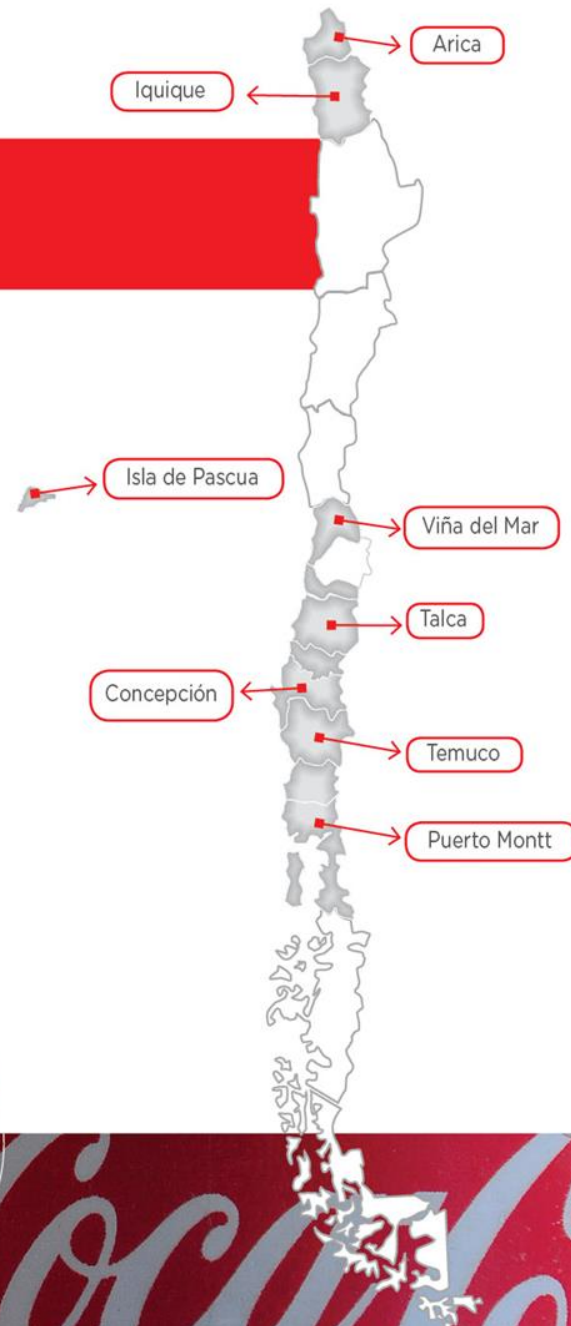 Arica
Iquique
Isla de Pascua
Viña del Mar
Talca
Concepción
Temuco
Puerto Montt